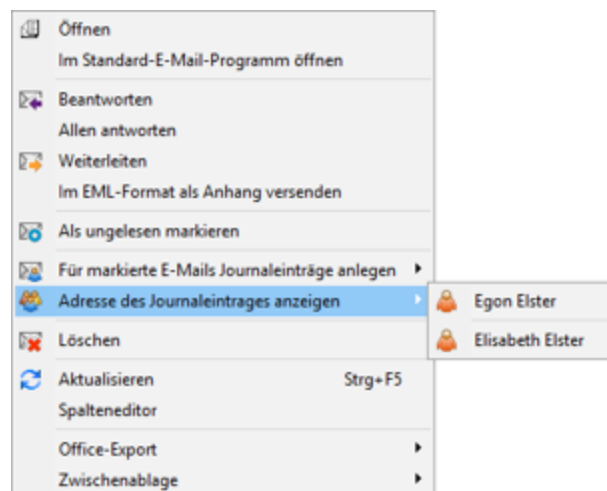 Öffnen
Im Standard-E-Mail-Programm öffnen
Beantworten
Allen antworten
Weiterleiten
Im EML-Format als Anhang versenden
Als ungelesen markieren
Für markierte E-Mails Journaleinträge anlegen
Adresse des Journaleintrages anzeigen
Egon Elster
Elisabeth Elster
Löschen
Aktualisieren Strg+F5
Spalteneditor
Office-Export
Zwischenablage